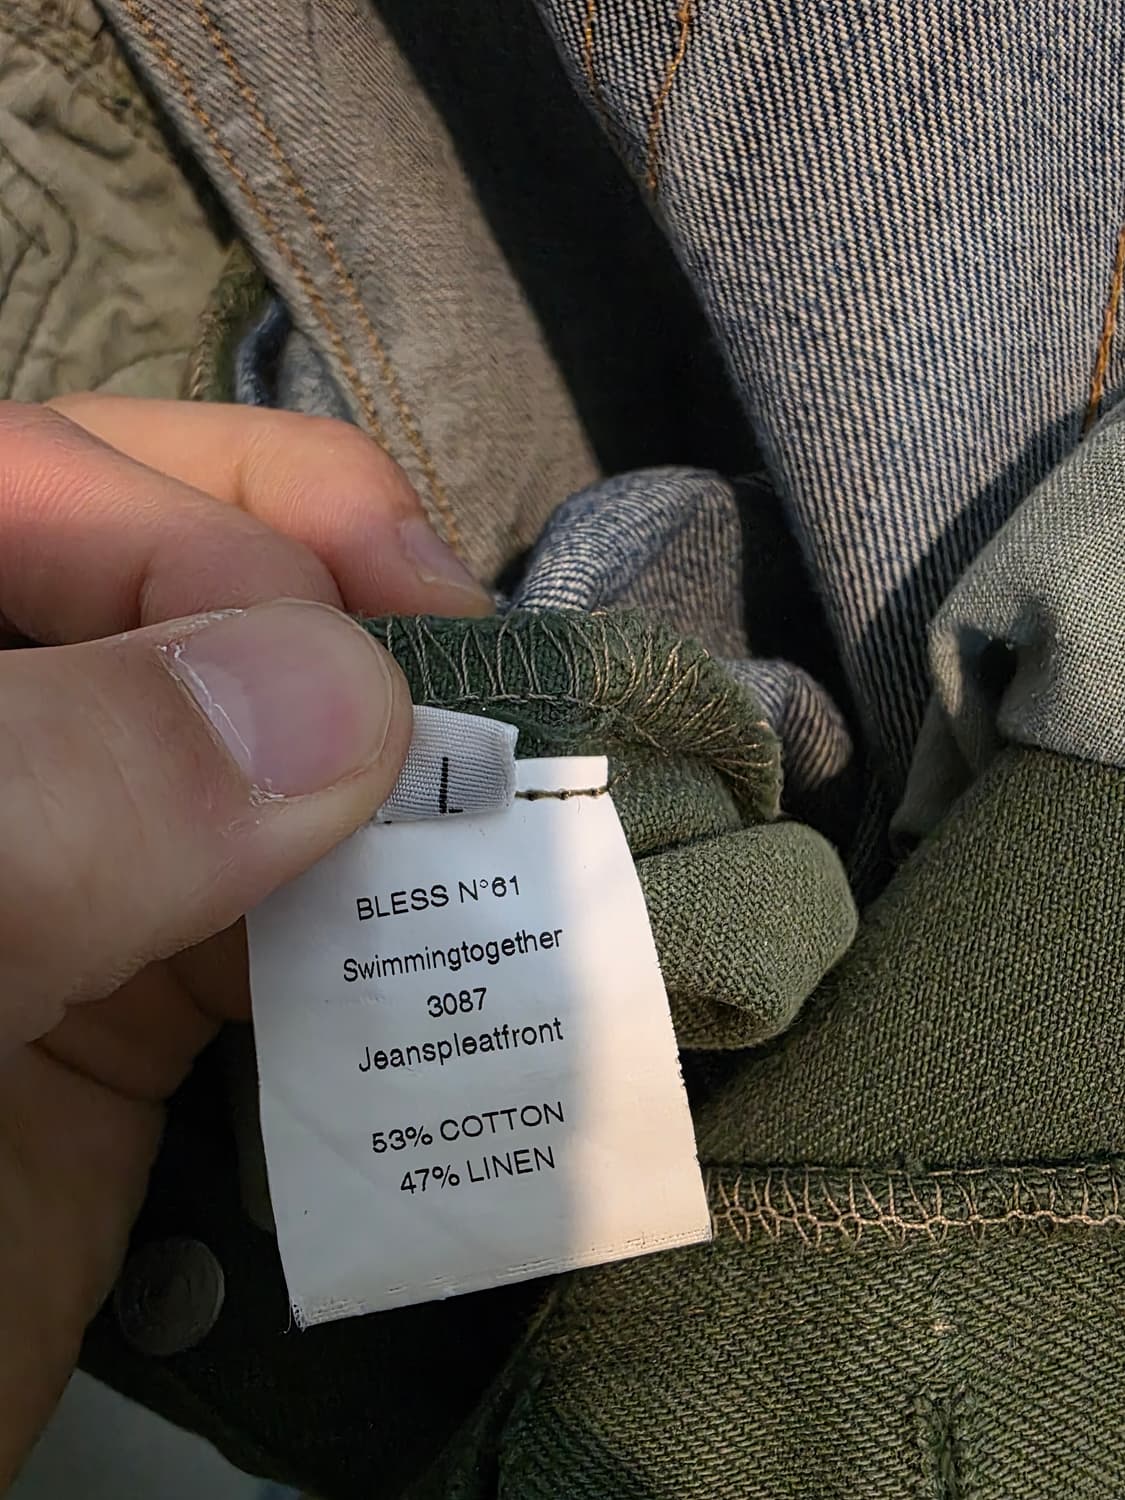 L
BLESS N°61
Swimmingtogether
3087
Jeanspleatfront
53% COTTON
47% LINEN